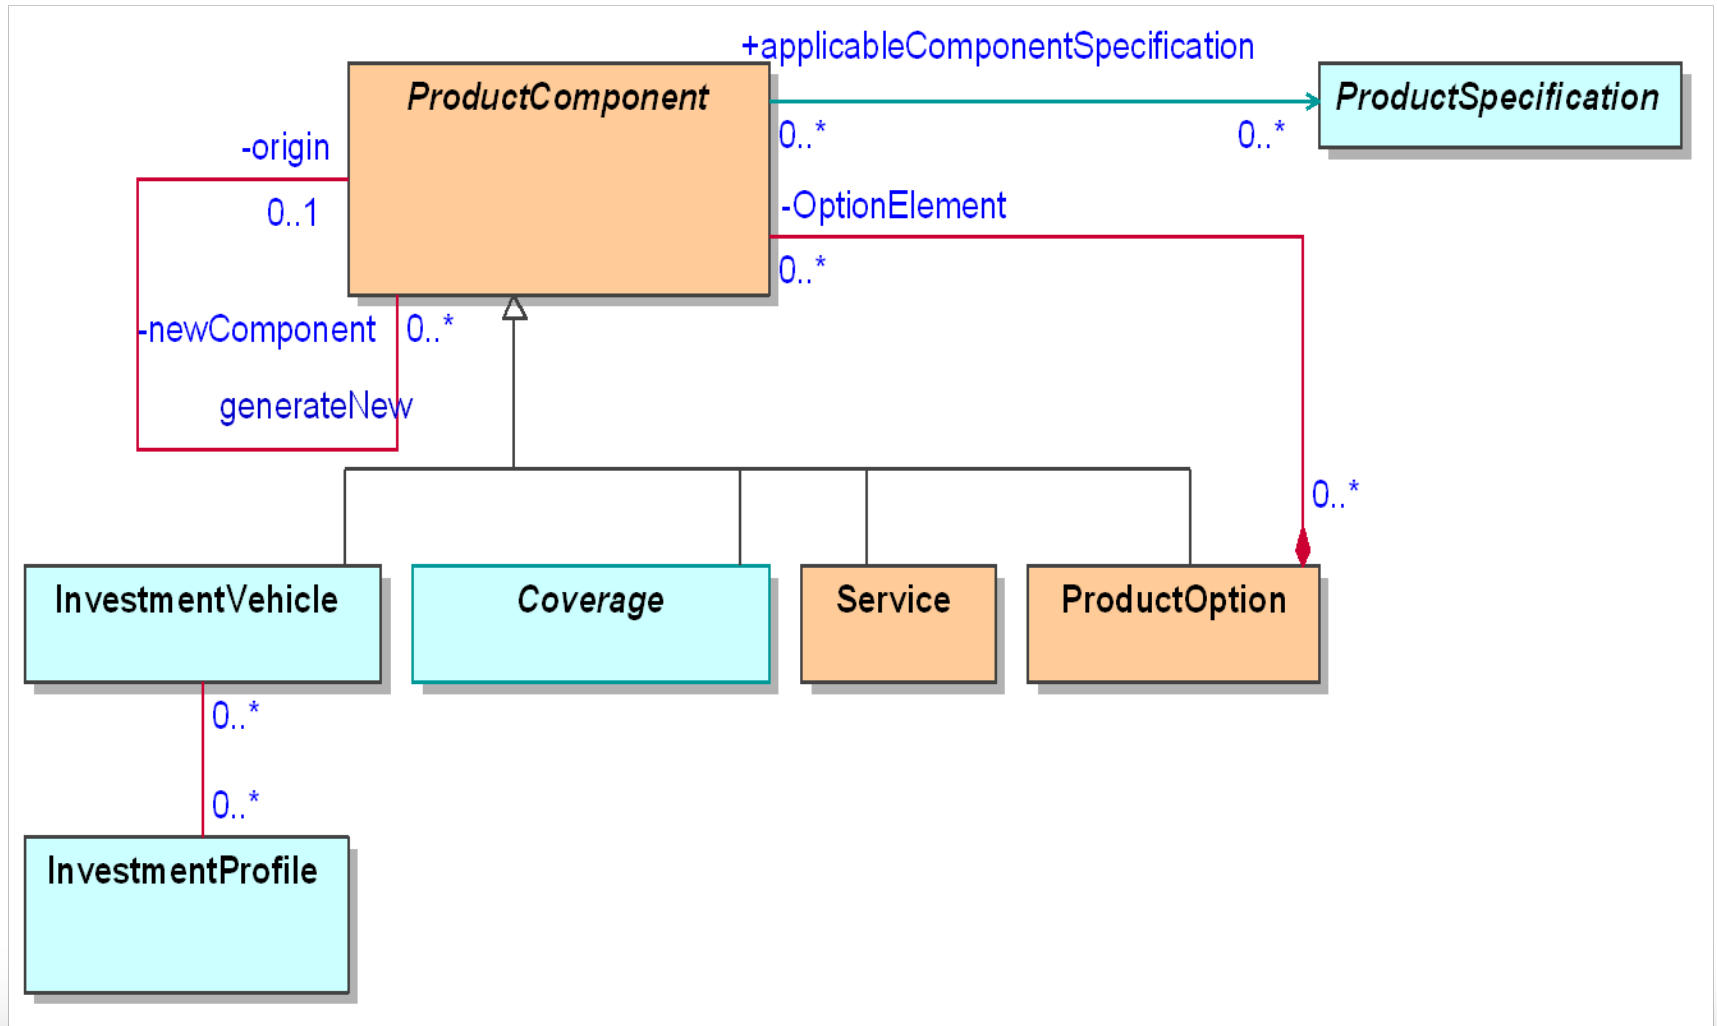 +applicableComponentSpecification
ProductComponent
ProductSpecification
0..*
0..*
-origin
0..1
-OptionElement
0..*
-newComponent
0..*
generateNew
0..*
InvestmentVehicle
Coverage
Service
ProductOption
0..*
0..*
InvestmentProfile